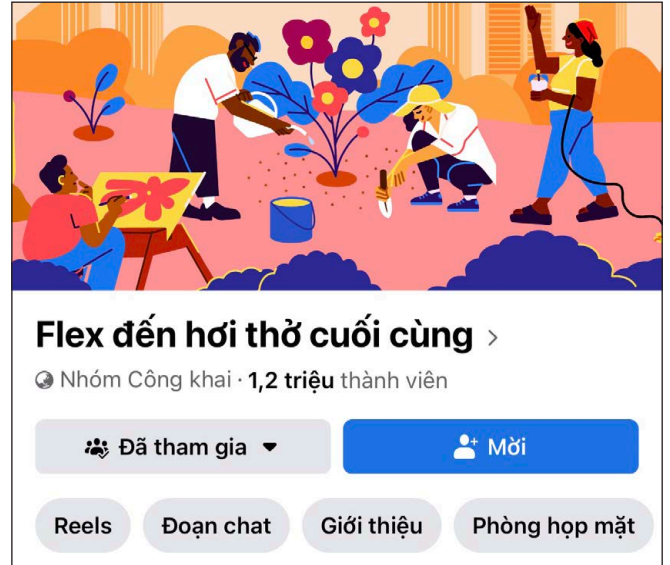 Flex đến hơi thở cuối cùng
Nhóm Công khai · 1,2 triệu thành viên
Đã tham gia Mời
Reels Đoạn chat Giới thiệu Phòng họp mặt